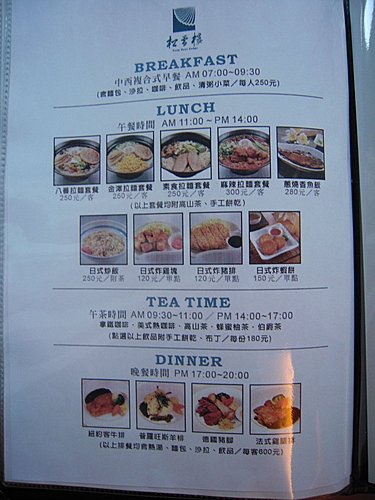 松雪樓
BREAKFAST
中西複合式早餐 AM 07:00~09:30
(含麵包、沙拉、咖啡、飲品、清粥小菜/每人250元)
LUNCH
午餐時間 AM 11:00 ~ PM 14:00
八番拉麵套餐 金澤拉麵套餐 素食拉麵套餐 麻辣拉麵套餐 蔥燒香魚飯
250元/客 250元/客 250元/客 300元/客 280元/客
(以上套餐均附高山茶、手工餅乾)
日式炒飯 日式炸雞塊 日式炸豬排 日式炸蝦餅
250元/附茶 120元/單點 120元/單點 150元/單點
TEA TIME
午茶時間 AM 09:30~11:00 / PM 14:00~17:00
拿鐵咖啡、美式熱咖啡、高山茶、蜂蜜柚茶、伯爵茶
(點選以上飲品附手工餅乾、布丁/每份180元)
DINNER
晚餐時間 PM 17:00~20:00
紐約客牛排 普羅旺斯羊排 德國豬腳 法式雞腿排
(以上排餐均含熱湯、麵包、沙拉、飲品/每客600元)